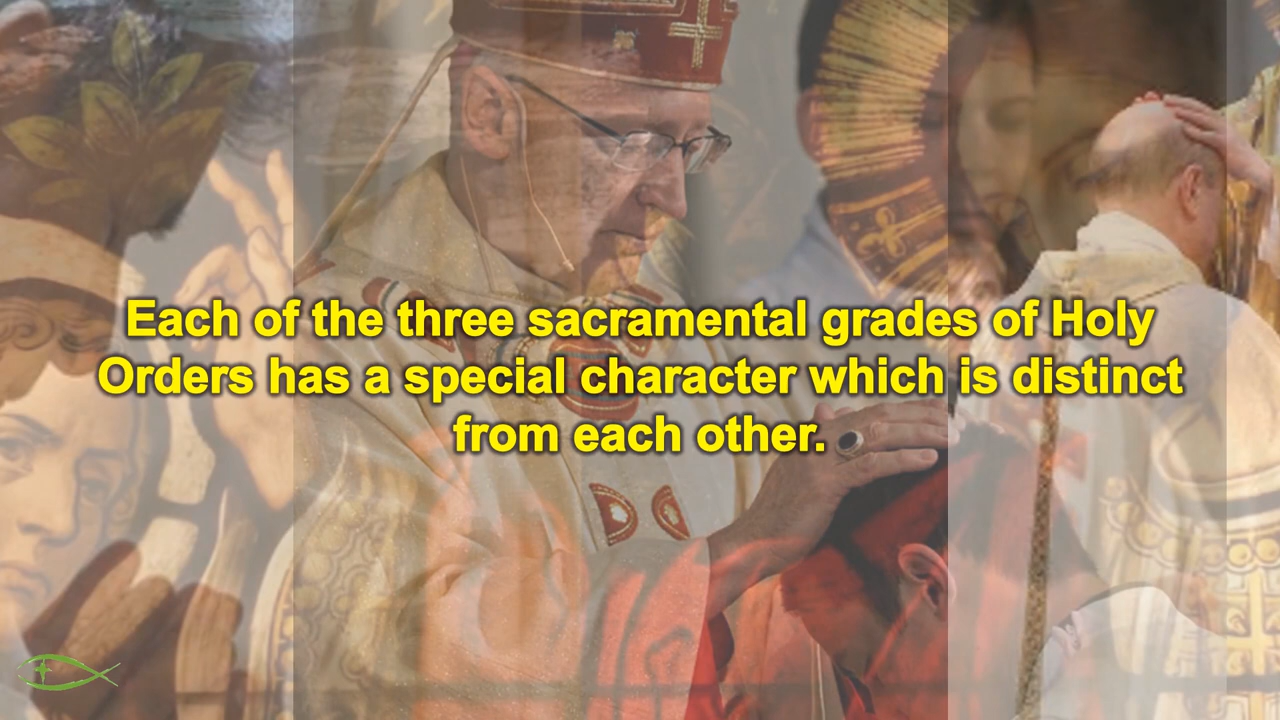 Each of the three sacramental grades of Holy
Orders has a special character which is distinct
from each other.